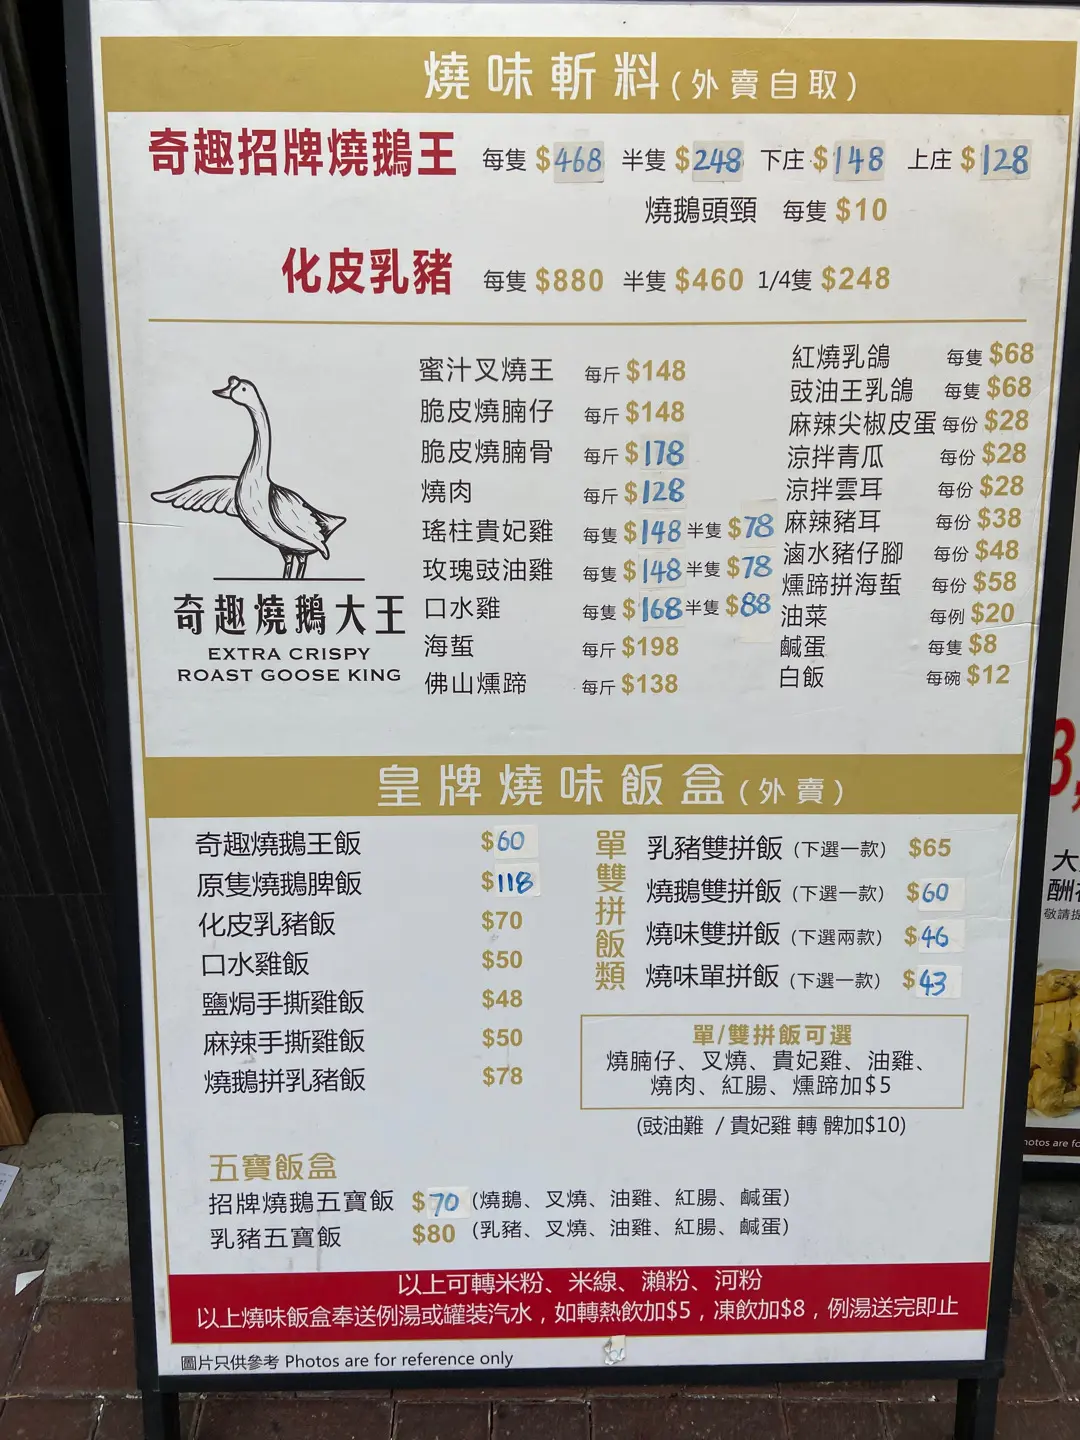 燒味斬料(外賣自取)
奇趣招牌燒鵝王 每隻 $468 半隻 $248 下庄 $148 上庄 $128
燒鵝頭頸 每隻 $10
化皮乳豬 每隻 $880 半隻 $460 1/4隻 $248
蜜汁叉燒王 每斤 $148
脆皮燒腩仔 每斤 $148
脆皮燒腩骨 每斤 $178
燒肉 每斤 $128
瑤柱貴妃雞 每隻 $148 半隻 $78
玫瑰豉油雞 每隻 $148 半隻 $78
口水雞 每隻 $168 半隻 $88
海蜇 每斤 $198
佛山燻蹄 每斤 $138
紅燒乳鴿 每隻 $68
豉油王乳鴿 每隻 $68
麻辣尖椒皮蛋 每份 $28
涼拌青瓜 每份 $28
涼拌雲耳 每份 $28
麻辣豬耳 每份 $38
滷水豬仔腳 每份 $48
燻蹄拼海蜇 每份 $58
油菜 每例 $20
鹹蛋 每隻 $8
白飯 每碗 $12
奇趣燒鵝大王
EXTRA CRISPY
ROAST GOOSE KING
皇牌燒味飯盒(外賣)
奇趣燒鵝王飯 $60
原隻燒鵝脾飯 $118
化皮乳豬飯 $70
口水雞飯 $50
鹽焗手撕雞飯 $48
麻辣手撕雞飯 $50
燒鵝拼乳豬飯 $78
單雙拼飯類
乳豬雙拼飯 (下選一款) $65
燒鵝雙拼飯 (下選一款) $60
燒味雙拼飯 (下選兩款) $46
燒味單拼飯 (下選一款) $43
單/雙拼飯可選
燒腩仔、叉燒、貴妃雞、油雞、
燒肉、紅腸、燻蹄加$5
(豉油雞 / 貴妃雞 轉 髀加$10)
五寶飯盒
招牌燒鵝五寶飯 $70 (燒鵝、叉燒、油雞、紅腸、鹹蛋)
乳豬五寶飯 $80 (乳豬、叉燒、油雞、紅腸、鹹蛋)
以上可轉米粉、米線、瀨粉、河粉
以上燒味飯盒奉送例湯或罐装汽水，如轉熱飲加$5，凍飲加$8，例湯送完即止
圖片只供參考 Photos are for reference only